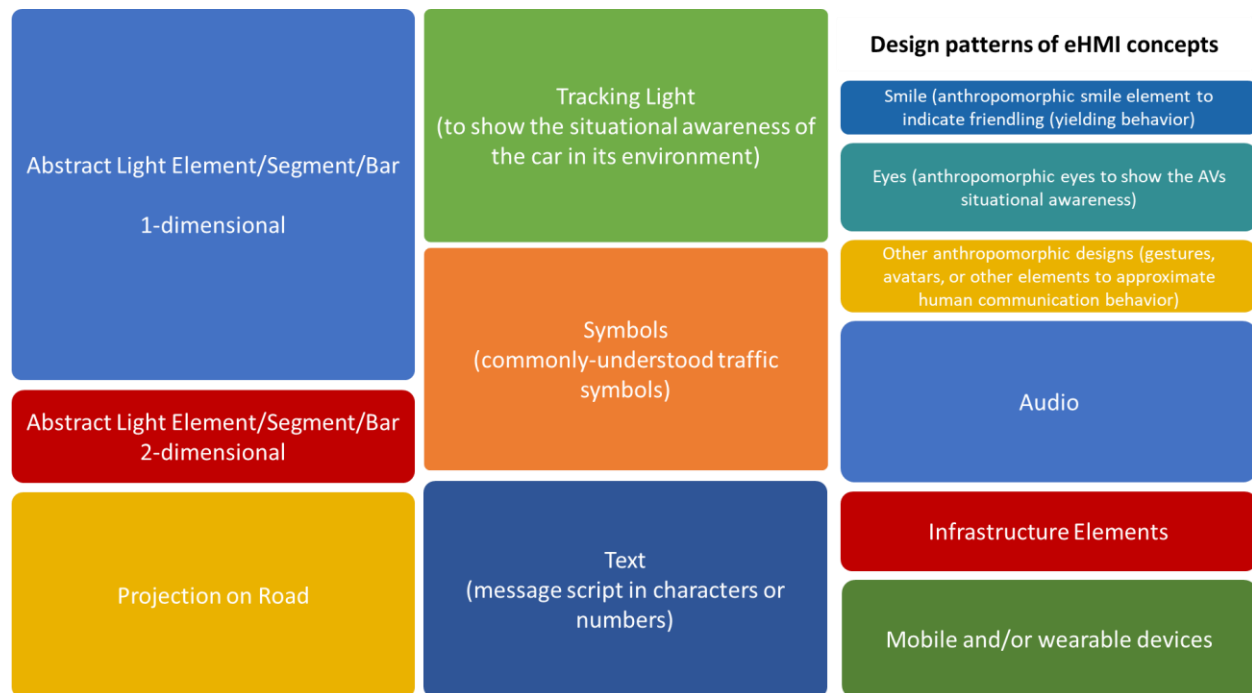 Abstract Light Element/Segment/Bar
1-dimensional
Abstract Light Element/Segment/Bar
2-dimensional
Projection on Road
Tracking Light
(to show the situational awareness of
the car in its environment)
Symbols
(commonly-understood traffic
symbols)
Text
(message script in characters or
numbers)
Design patterns of eHMI concepts
Smile (anthropomorphic smile element to
indicate friendling (yielding behavior)
Eyes (anthropomorphic eyes to show the AVs
situational awareness)
Other anthropomorphic designs (gestures,
avatars, or other elements to approximate
human communication behavior)
Audio
Infrastructure Elements
Mobile and/or wearable devices